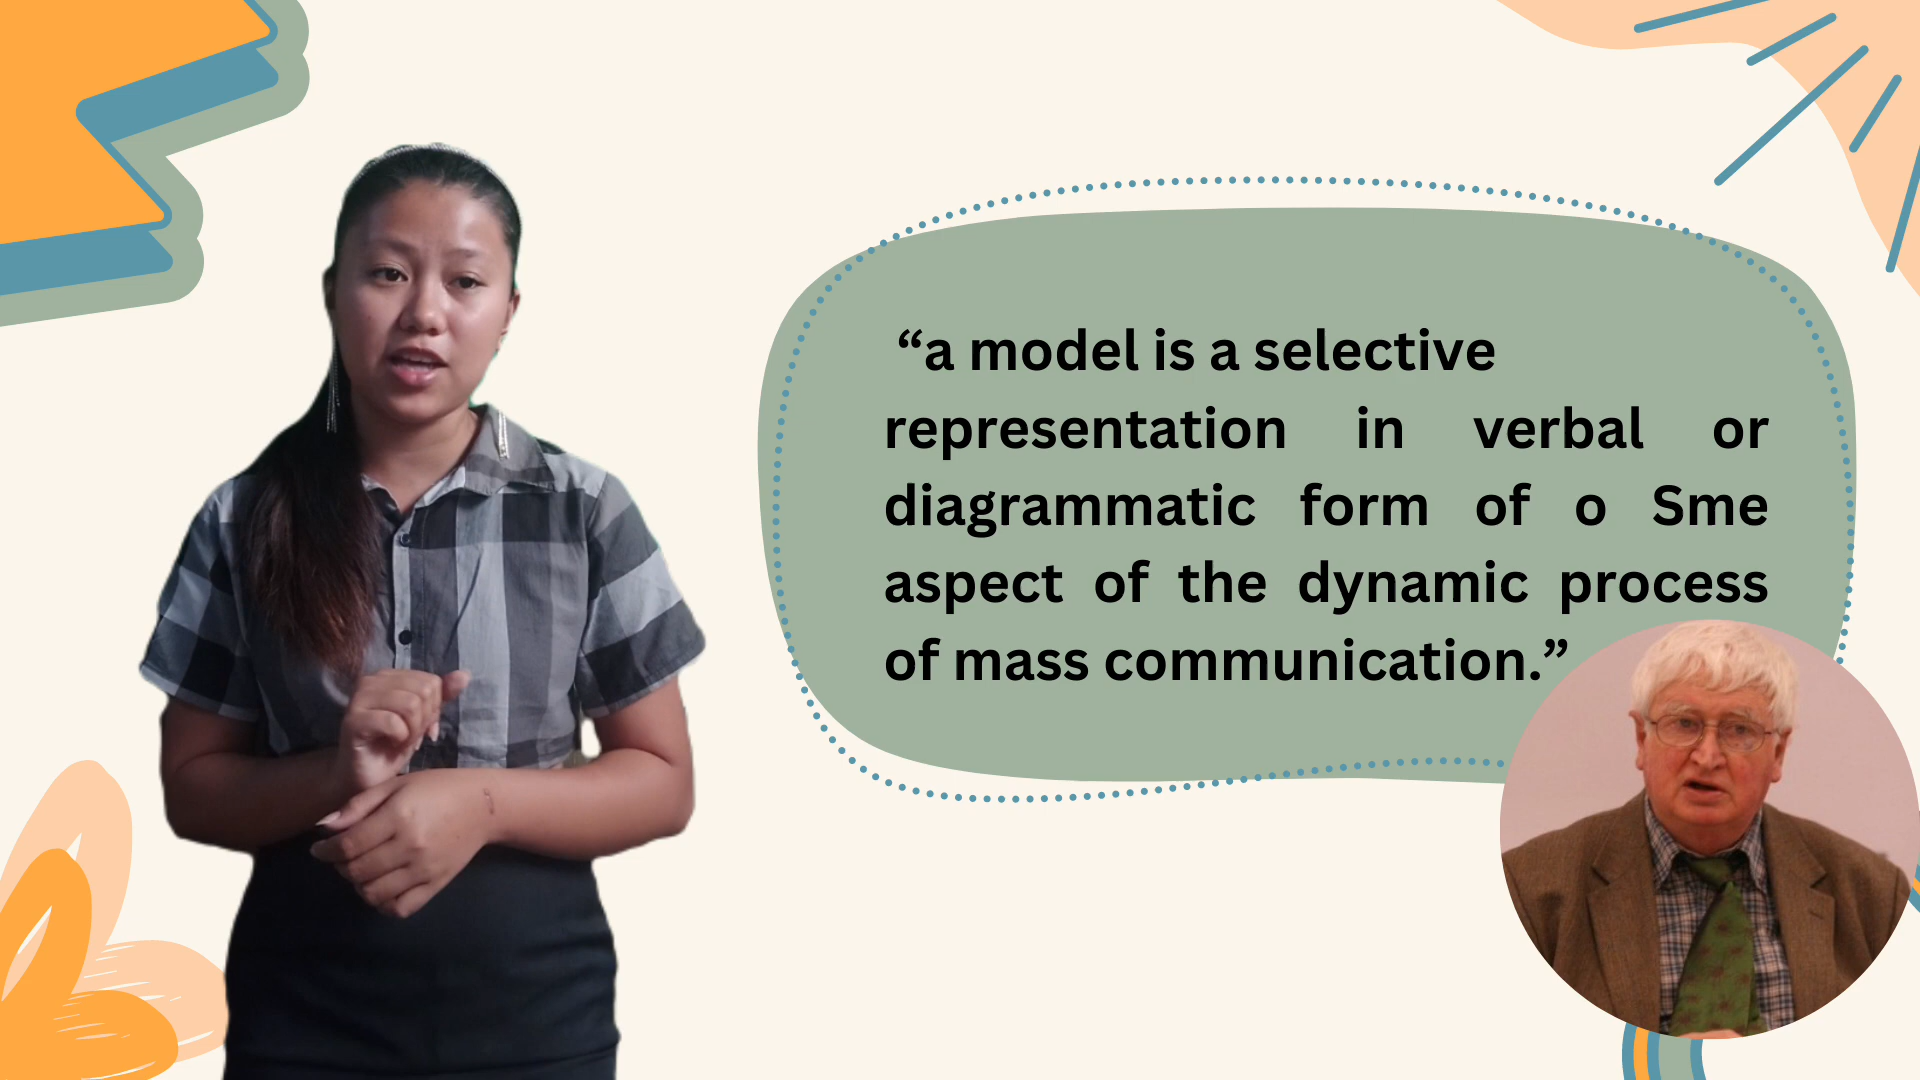 “a model is a selective
representation in verbal or
diagrammatic form of o Sme
aspect of the dynamic process
of mass communication.”